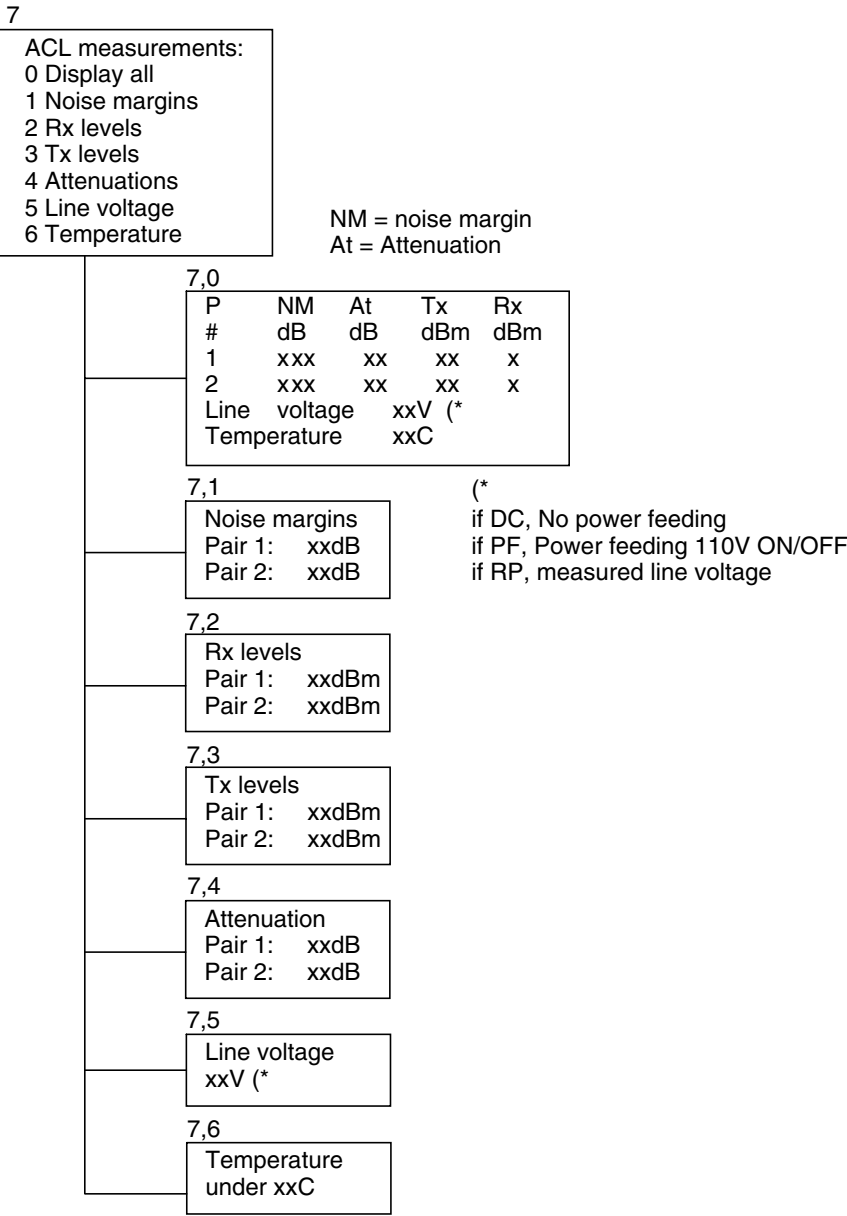 7
ACL measurements:
0 Display all
1 Noise margins
2 Rx levels
3 Tx levels
4 Attenuations
5 Line voltage
6 Temperature
NM = noise margin
At = Attenuation
7,0
P NM At Tx Rx
# dB dB dBm dBm
1 xxx xx xx x
2 xxx xx xx x
Line voltage xxV (*
Temperature xxC
7,1
Noise margins
Pair 1: xxdB
Pair 2: xxdB
(*
if DC, No power feeding
if PF, Power feeding 110V ON/OFF
if RP, measured line voltage
7,2
Rx levels
Pair 1: xxdBm
Pair 2: xxdBm
7,3
Tx levels
Pair 1: xxdBm
Pair 2: xxdBm
7,4
Attenuation
Pair 1: xxdB
Pair 2: xxdB
7,5
Line voltage
xxV (*
7,6
Temperature
under xxC